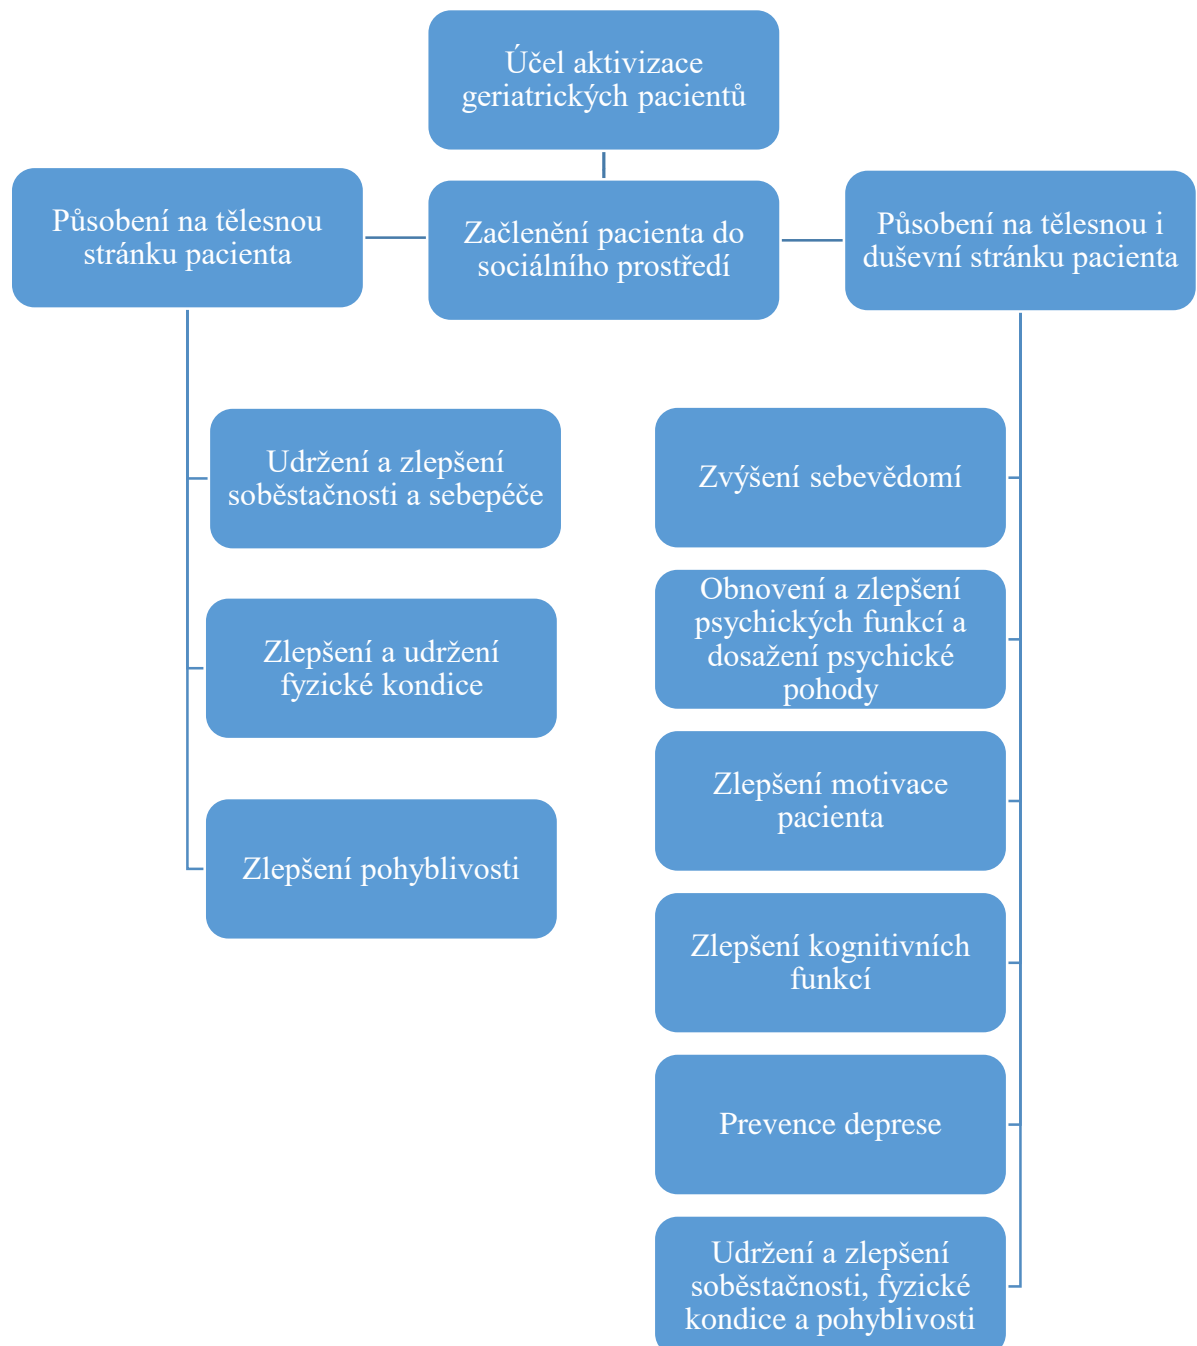 Účel aktivizace
geriatrických pacientů
Působení na tělesnou
stránku pacienta
Začlenění pacienta do
sociálního prostředí
Působení na tělesnou i
duševní stránku pacienta
Udržení a zlepšení
soběstačnosti a sebepéče
Zlepšení a udržení
fyzické kondice
Zlepšení pohyblivosti
Zvýšení sebevědomí
Obnovení a zlepšení
psychických funkcí a
dosažení psychické
pohody
Zlepšení motivace
pacienta
Zlepšení kognitivních
funkcí
Prevence deprese
Udržení a zlepšení
soběstačnosti, fyzické
kondice a pohyblivosti